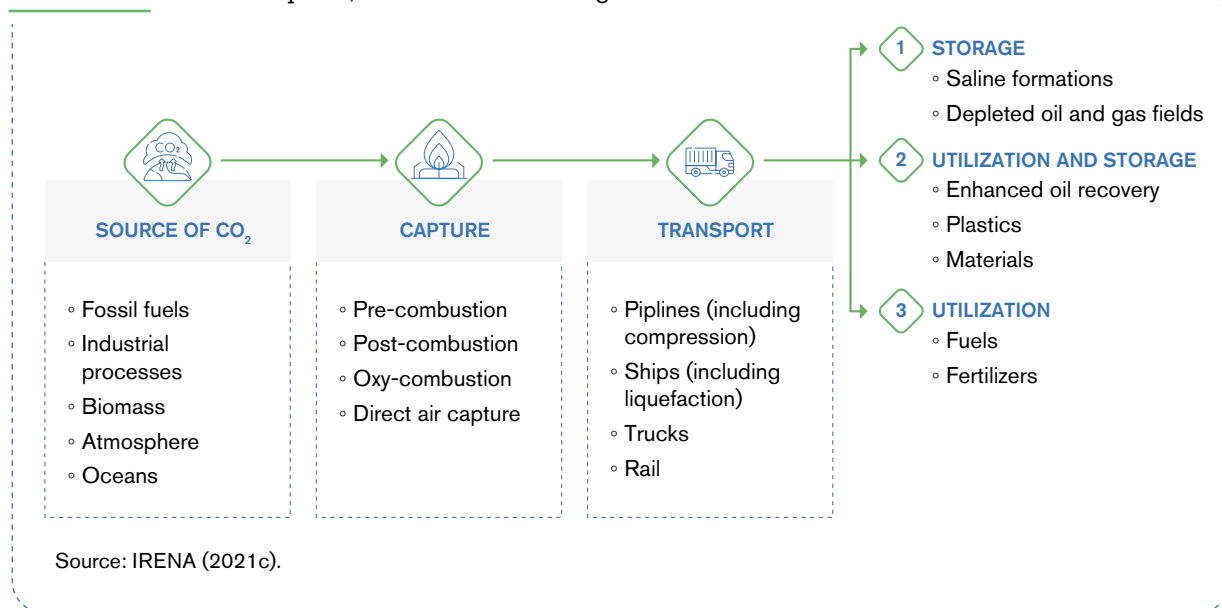 CO₂
SOURCE OF CO₂
Fossil fuels
Industrial
processes
Biomass
Atmosphere
Oceans
CAPTURE
Pre-combustion
Post-combustion
Oxy-combustion
Direct air capture
TRANSPORT
Piplines (including
compression)
Ships (including
liquefaction)
Trucks
Rail
1 STORAGE
Saline formations
Depleted oil and gas fields
2 UTILIZATION AND STORAGE
Enhanced oil recovery
Plastics
Materials
3 UTILIZATION
Fuels
Fertilizers
Source: IRENA (2021c).